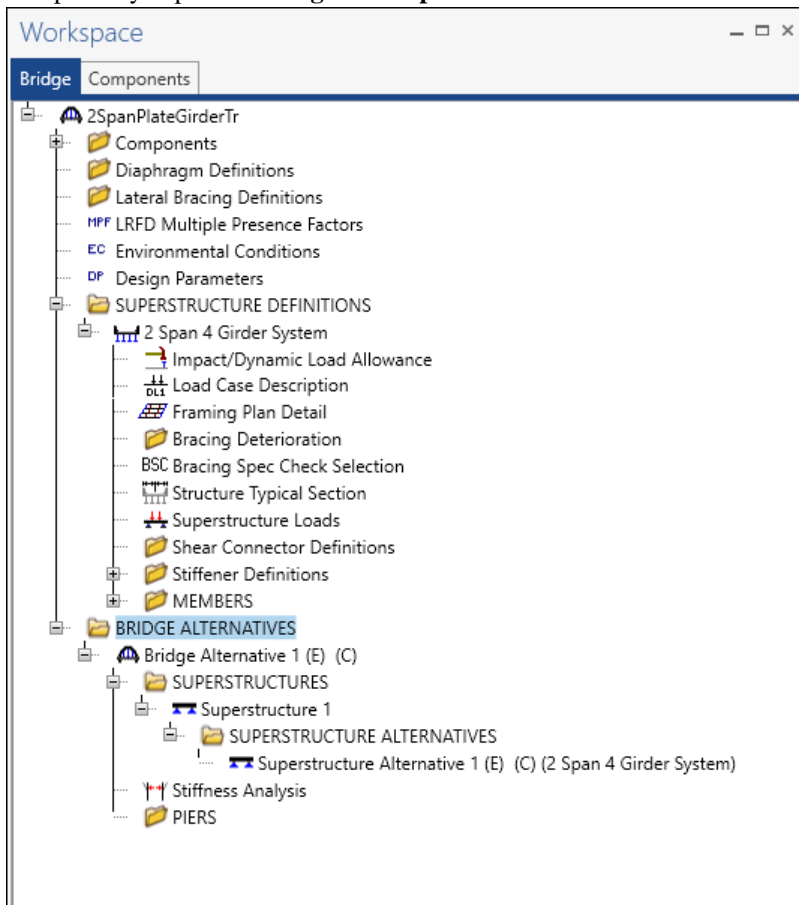 Workspace
Bridge Components
2SpanPlateGirderTr
Components
Diaphragm Definitions
Lateral Bracing Definitions
MPF LRFD Multiple Presence Factors
EC Environmental Conditions
DP Design Parameters
SUPERSTRUCTURE DEFINITIONS
2 Span 4 Girder System
Impact/Dynamic Load Allowance
DL1 Load Case Description
Framing Plan Detail
Bracing Deterioration
BSC Bracing Spec Check Selection
Structure Typical Section
Superstructure Loads
Shear Connector Definitions
Stiffener Definitions
MEMBERS
BRIDGE ALTERNATIVES
Bridge Alternative 1 (E) (C)
SUPERSTRUCTURES
Superstructure 1
SUPERSTRUCTURE ALTERNATIVES
Superstructure Alternative 1 (E) (C) (2 Span 4 Girder System)
Stiffness Analysis
PIERS